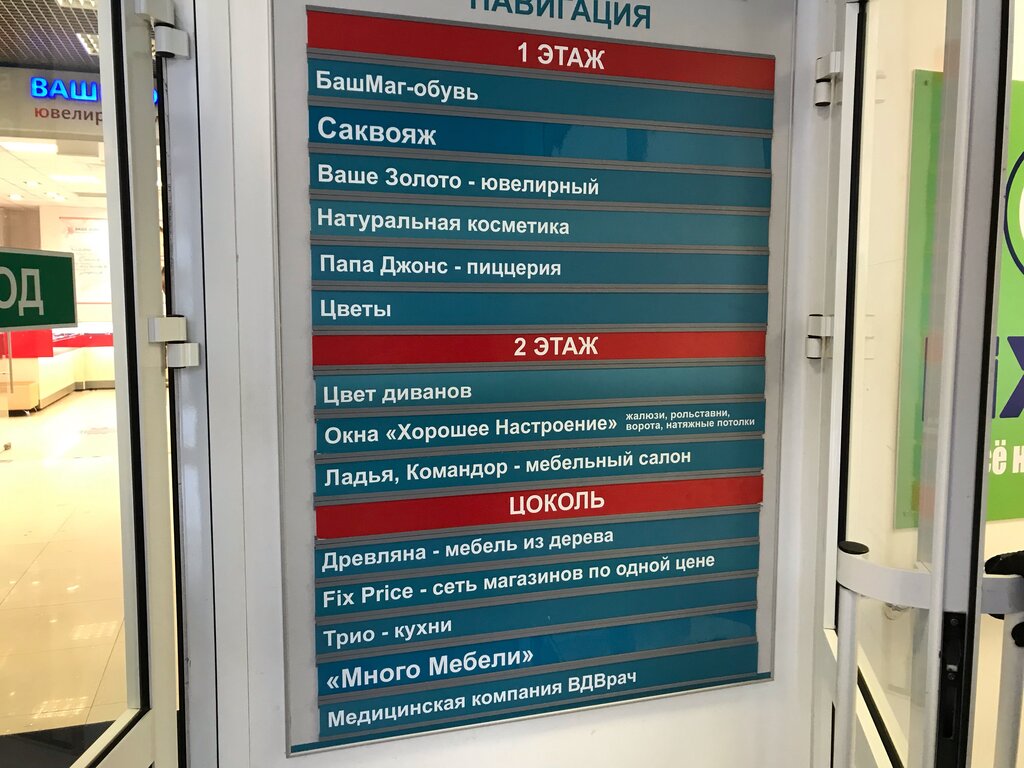 НАВИГАЦИЯ
1 ЭТАЖ
БашМаг-обувь
Саквояж
Ваше Золото - ювелирный
Натуральная косметика
Папа Джонс - пиццерия
Цветы
2 ЭТАЖ
Цвет диванов
Окна «Хорошее Настроение» жалюзи, рольставни,
ворота, натяжные потолки
Ладья, Командор - мебельный салон
ЦОКОЛЬ
Древляна - мебель из дерева
Fix Price - сеть магазинов по одной цене
Трио - кухни
«Много Мебели»
Медицинская компания ВДВрач
ВАШ
ювелир
ОД